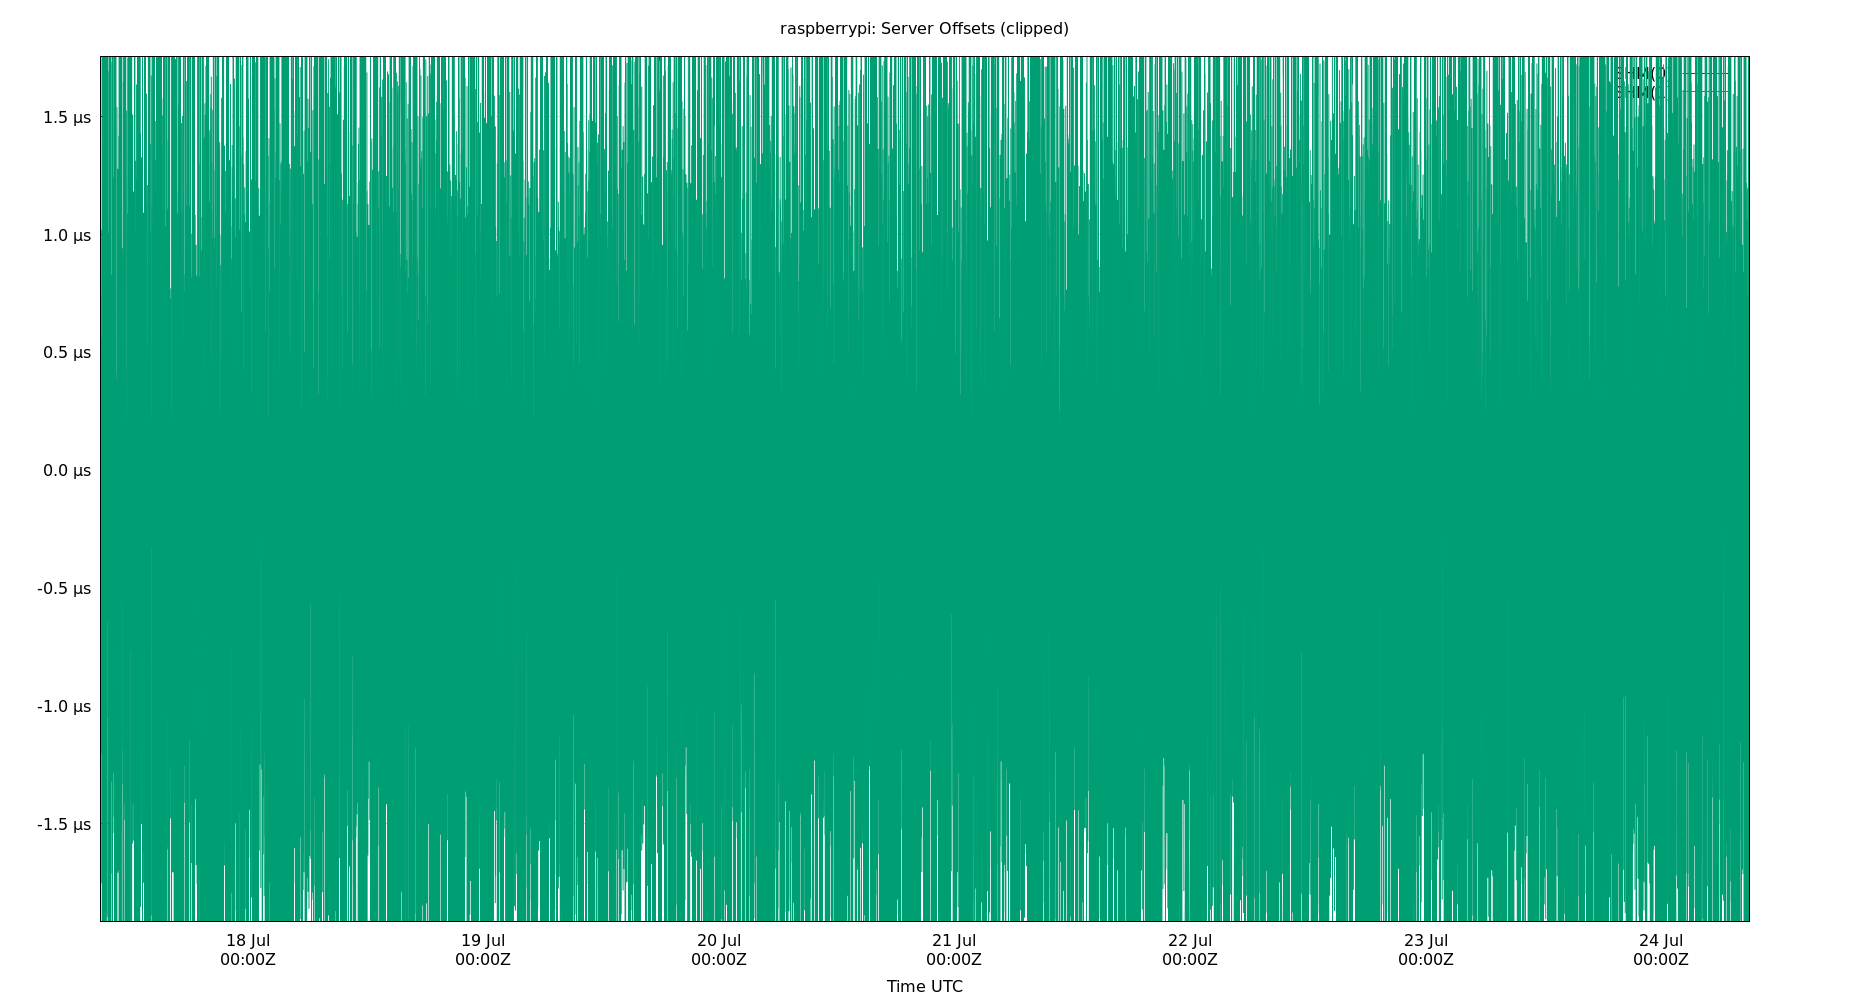 raspberrypi: Server Offsets (clipped)
1.5 µs
1.0 µs
0.5 µs
0.0 µs
-0.5 µs
-1.0 µs
-1.5 µs
18 Jul 19 Jul 20 Jul 21 Jul 22 Jul 23 Jul 24 Jul
00:00Z 00:00Z 00:00Z 00:00Z 00:00Z 00:00Z 00:00Z
Time UTC